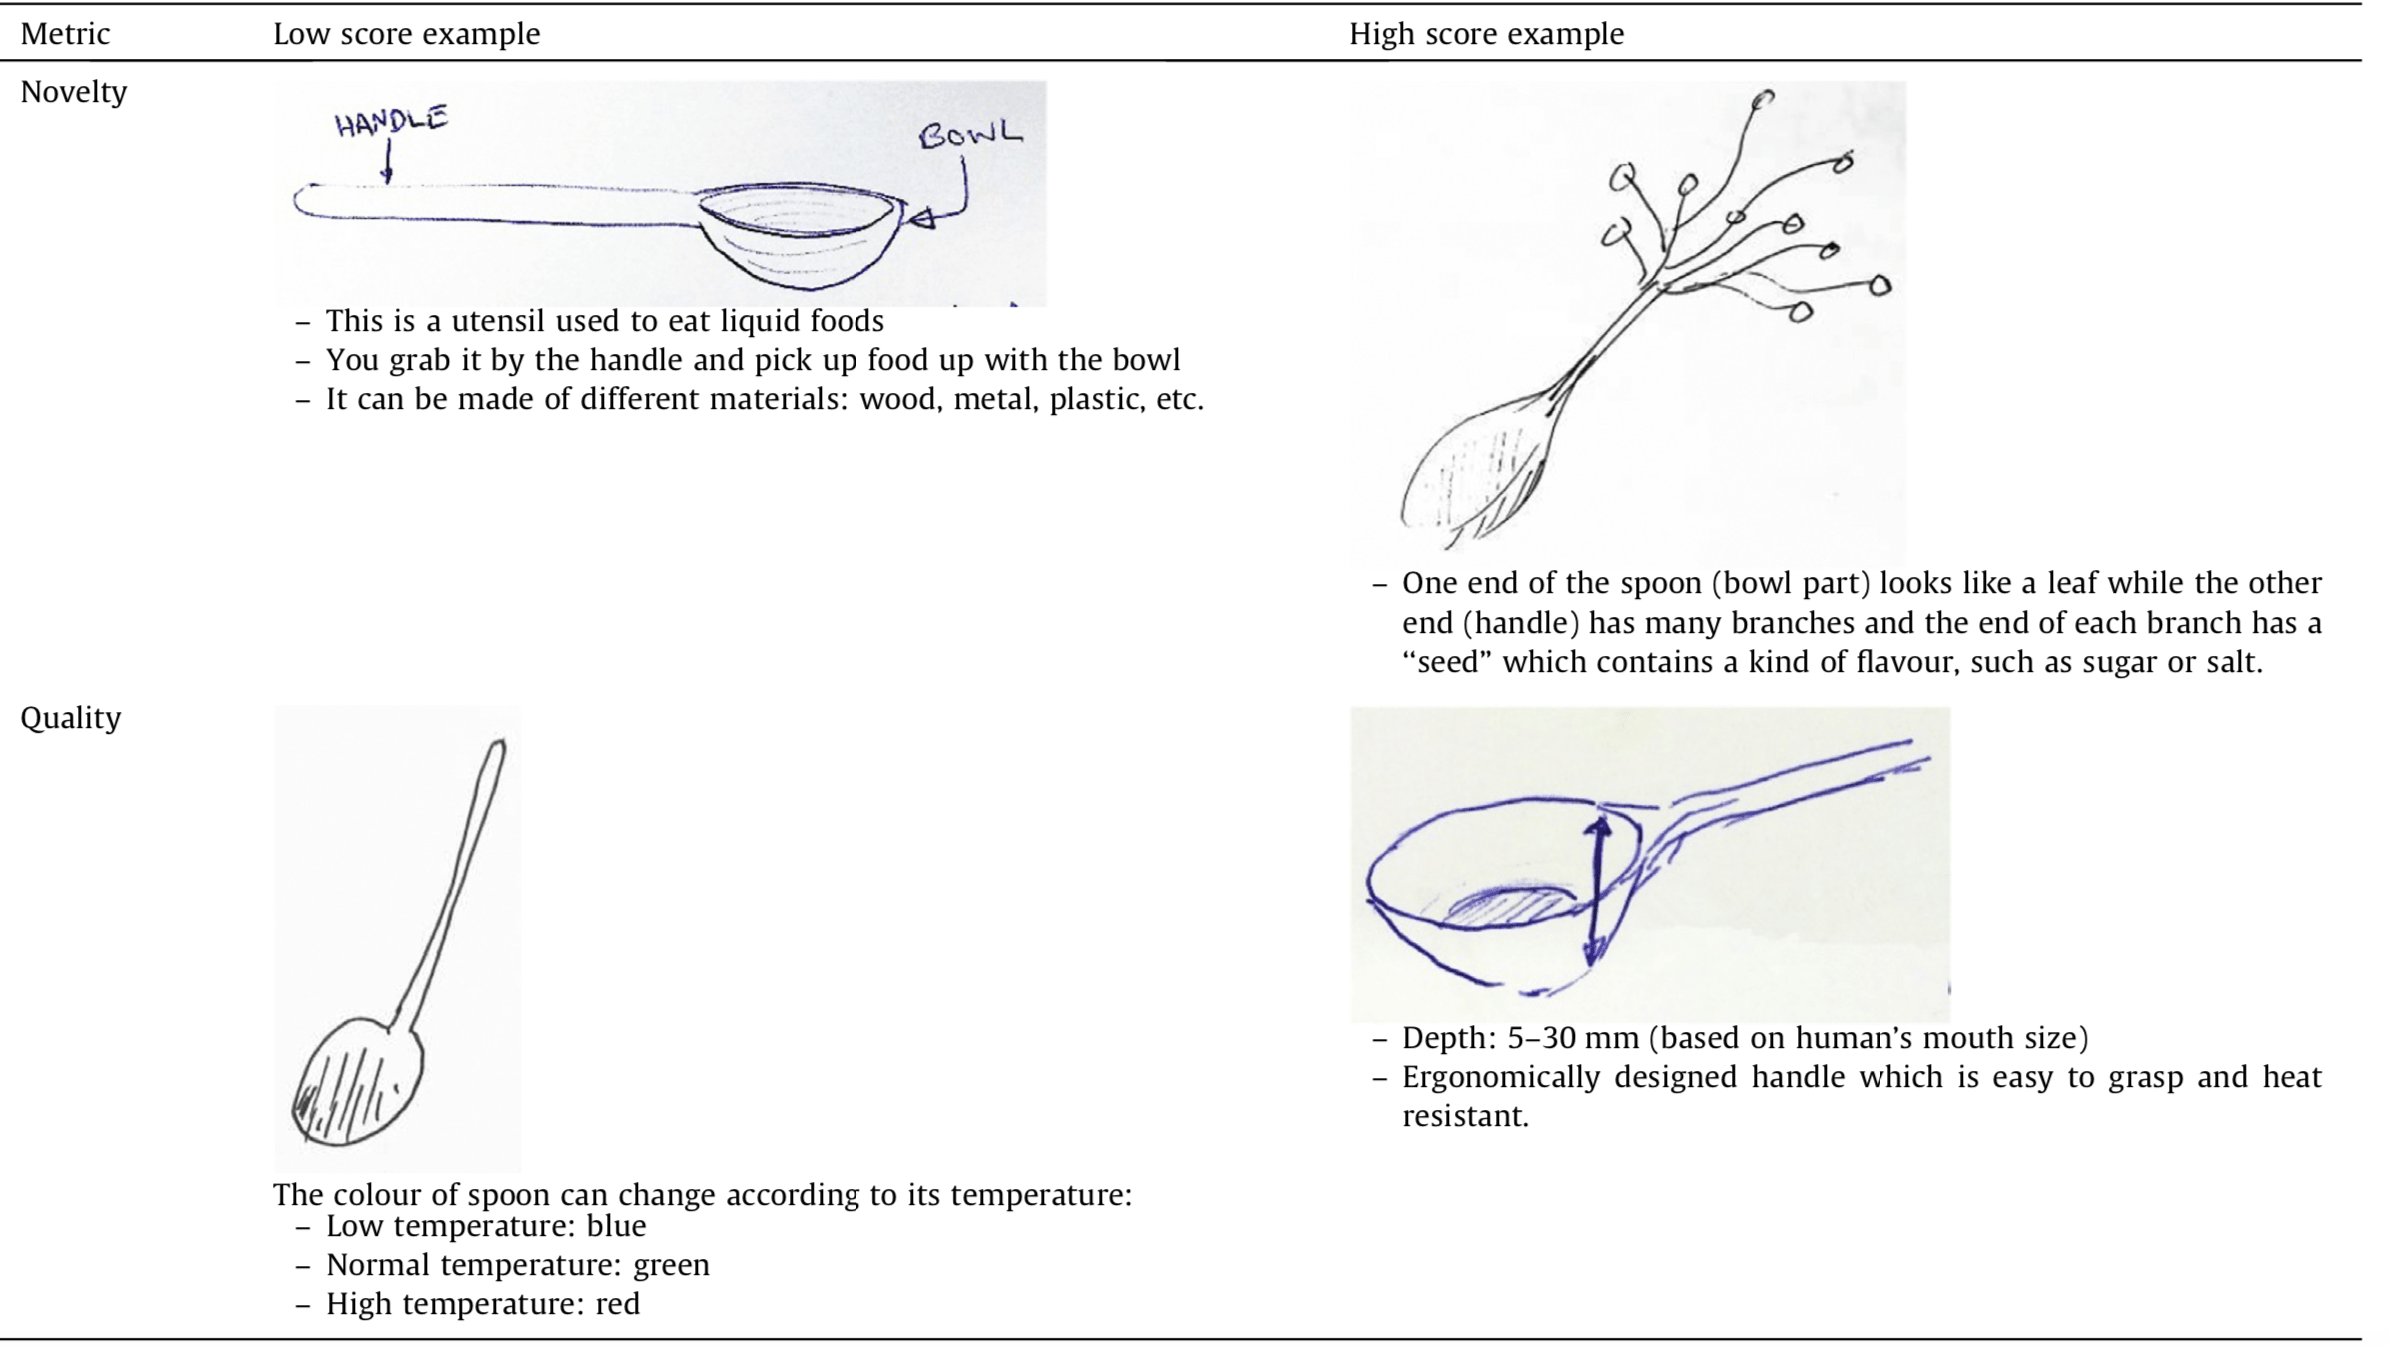 Metric Low score example High score example
Novelty
HANDLE
BOWL
– This is a utensil used to eat liquid foods
– You grab it by the handle and pick up food up with the bowl
– It can be made of different materials: wood, metal, plastic, etc.
– One end of the spoon (bowl part) looks like a leaf while the other
end (handle) has many branches and the end of each branch has a
“seed” which contains a kind of flavour, such as sugar or salt.
Quality
The colour of spoon can change according to its temperature:
– Low temperature: blue
– Normal temperature: green
– High temperature: red
– Depth: 5–30 mm (based on human’s mouth size)
– Ergonomically designed handle which is easy to grasp and heat
resistant.